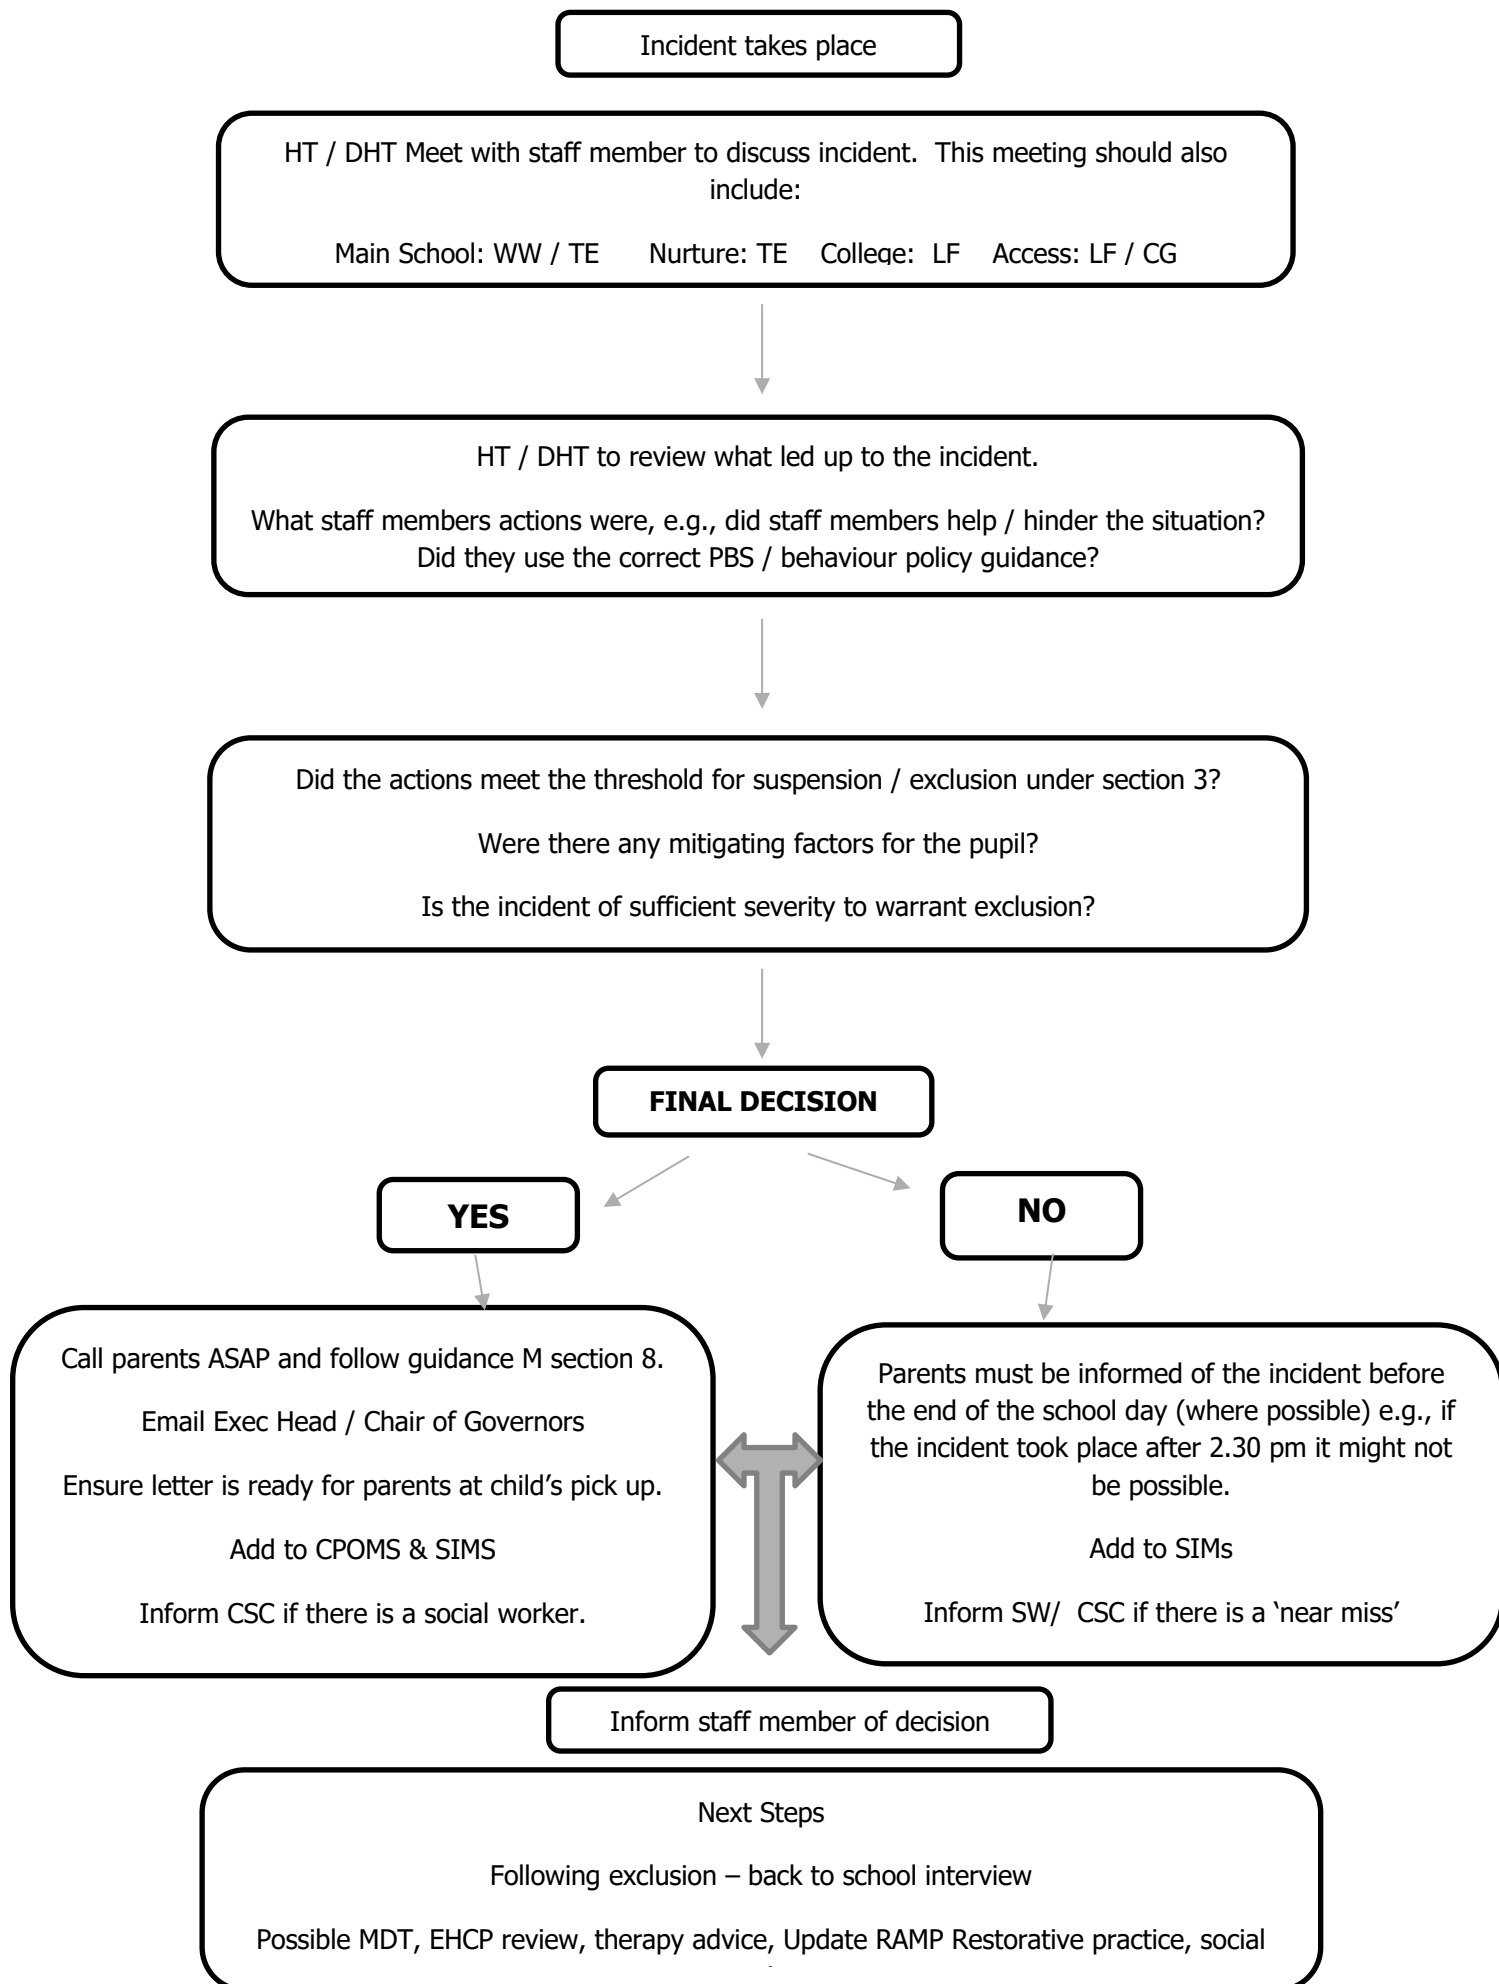 Incident takes place
HT / DHT Meet with staff member to discuss incident.  This meeting should also
include:
Main School: WW / TE      Nurture: TE    College:  LF    Access: LF / CG
HT / DHT to review what led up to the incident.
What staff members actions were, e.g., did staff members help / hinder the situation?
Did they use the correct PBS / behaviour policy guidance?
Did the actions meet the threshold for suspension / exclusion under section 3?
Were there any mitigating factors for the pupil?
Is the incident of sufficient severity to warrant exclusion?
FINAL DECISION
YES
NO
Call parents ASAP and follow guidance M section 8.
Email Exec Head / Chair of Governors
Ensure letter is ready for parents at child’s pick up.
Add to CPOMS & SIMS
Inform CSC if there is a social worker.
Parents must be informed of the incident before
the end of the school day (where possible) e.g., if
the incident took place after 2.30 pm it might not
be possible.
Add to SIMs
Inform SW/  CSC if there is a ‘near miss’
Inform staff member of decision
Next Steps
Following exclusion – back to school interview
Possible MDT, EHCP review, therapy advice, Update RAMP Restorative practice, social